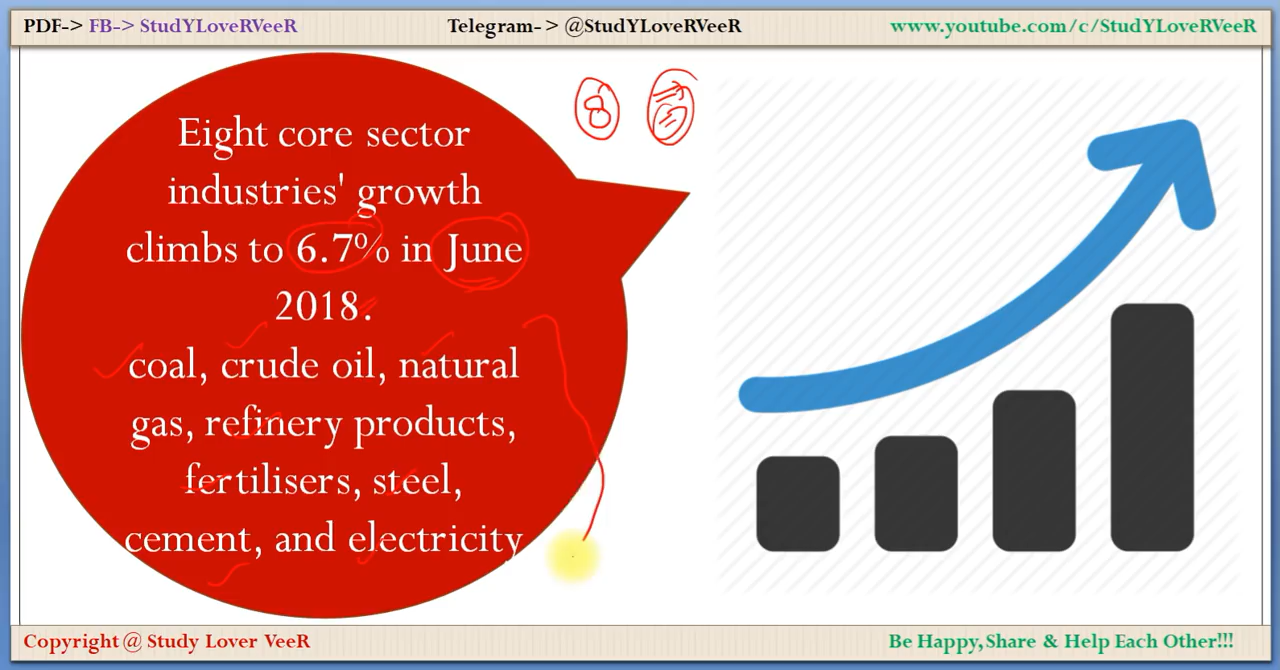 PDF-> FB-> StudYLoveRVeeR
Telegram-> @StudYLoveRVeeR
www.youtube.com/c/StudYLoveRVeeR
8
Eight core sector
industries' growth
climbs to 6.7% in June
2018.
coal, crude oil, natural
gas, refinery products,
fertilisers, steel,
cement, and electricity
Copyright @ Study Lover VeeR
Be Happy, Share & Help Each Other!!!